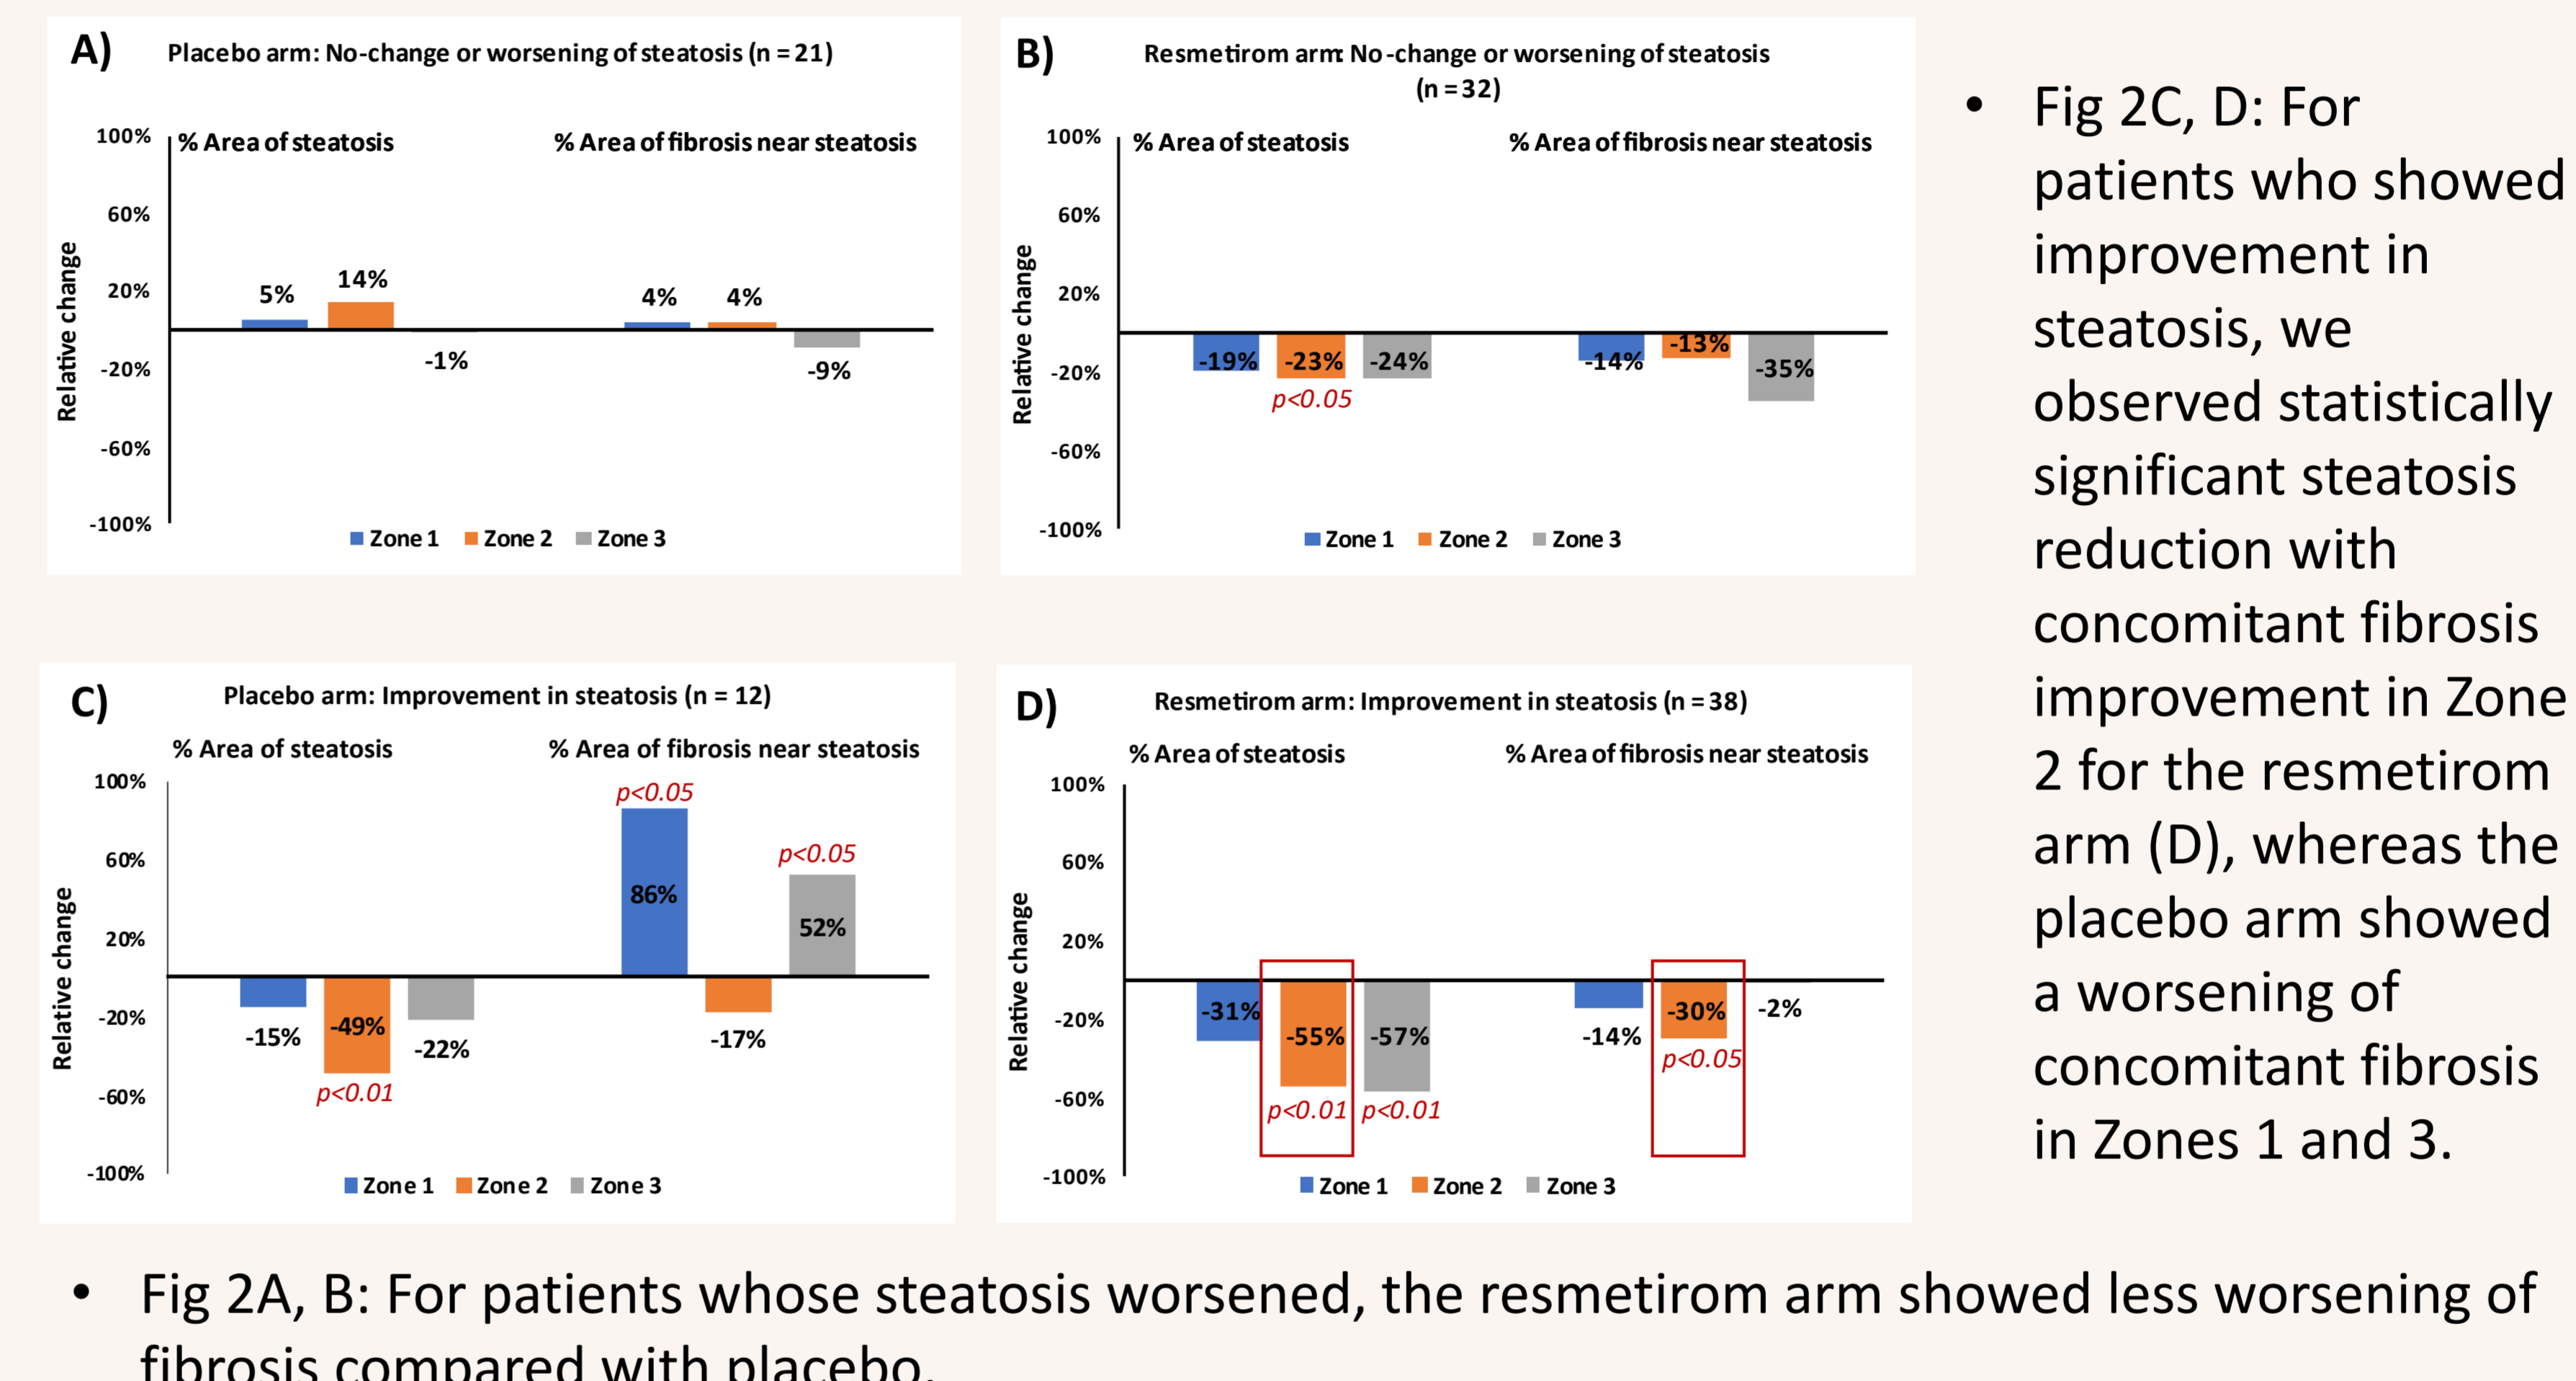 A)
Placebo arm: No-change or worsening of steatosis (n = 21)
% Area of steatosis
% Area of fibrosis near steatosis
Relative change
100%
60%
20%
-20%
-60%
-100%
5%
14%
-1%
4%
4%
-9%
Zone 1 Zone 2 Zone 3
B)
Resmetirom arm: No-change or worsening of steatosis
(n = 32)
% Area of steatosis
% Area of fibrosis near steatosis
Relative change
100%
60%
20%
-20%
-60%
-100%
-19%
-23%
-24%
p<0.05
-14%
-13%
-35%
Zone 1 Zone 2 Zone 3
C)
Placebo arm: Improvement in steatosis (n = 12)
% Area of steatosis
% Area of fibrosis near steatosis
Relative change
100%
60%
20%
-20%
-60%
-100%
-15%
-49%
-22%
p<0.01
p<0.05
86%
-17%
p<0.05
52%
Zone 1 Zone 2 Zone 3
D)
Resmetirom arm: Improvement in steatosis (n = 38)
% Area of steatosis
% Area of fibrosis near steatosis
Relative change
100%
60%
20%
-20%
-60%
-100%
-31%
-55%
-57%
p<0.01
p<0.01
-14%
-30%
-2%
p<0.05
Zone 1 Zone 2 Zone 3
• Fig 2C, D: For
patients who showed
improvement in
steatosis, we
observed statistically
significant steatosis
reduction with
concomitant fibrosis
improvement in Zone
2 for the resmetirom
arm (D), whereas the
placebo arm showed
a worsening of
concomitant fibrosis
in Zones 1 and 3.
• Fig 2A, B: For patients whose steatosis worsened, the resmetirom arm showed less worsening of
fibrosis compared with placebo.